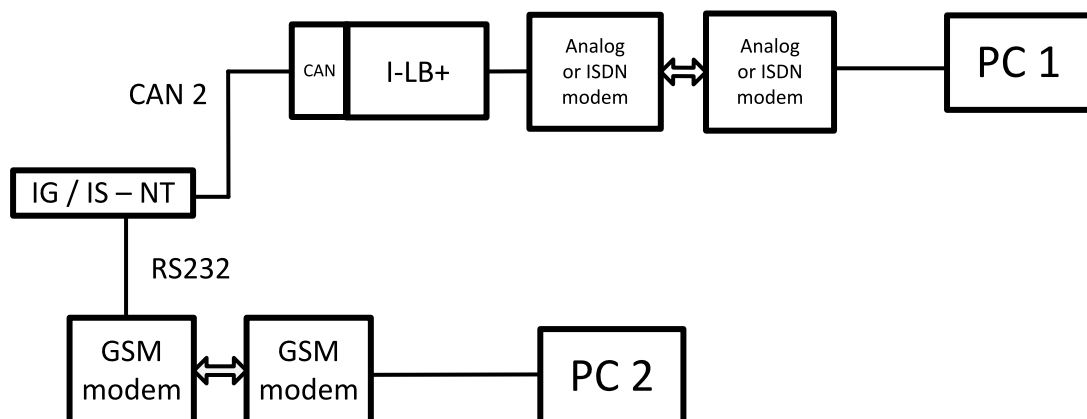 CAN
I-LB+
Analog
or ISDN
modem
Analog
or ISDN
modem
PC 1
CAN 2
IG / IS – NT
RS232
GSM
modem
GSM
modem
PC 2